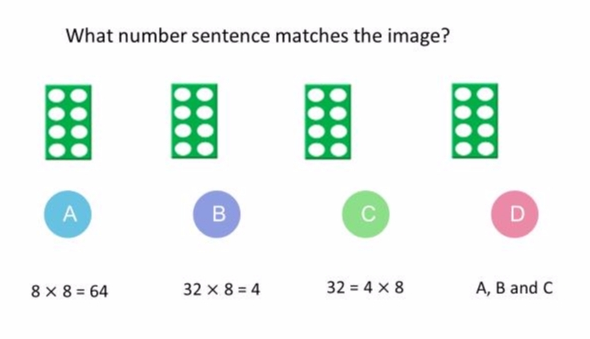 What number sentence matches the image?
A B C D
8 × 8 = 64 32 × 8 = 4 32 = 4 × 8 A, B and C